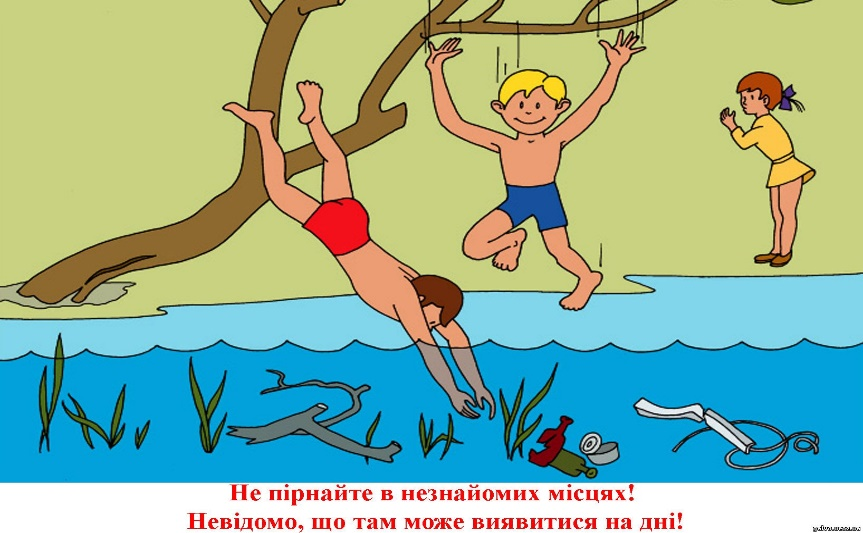 Не пірнайте в незнайомих місцях!
Невідомо, що там може виявитися на дні!